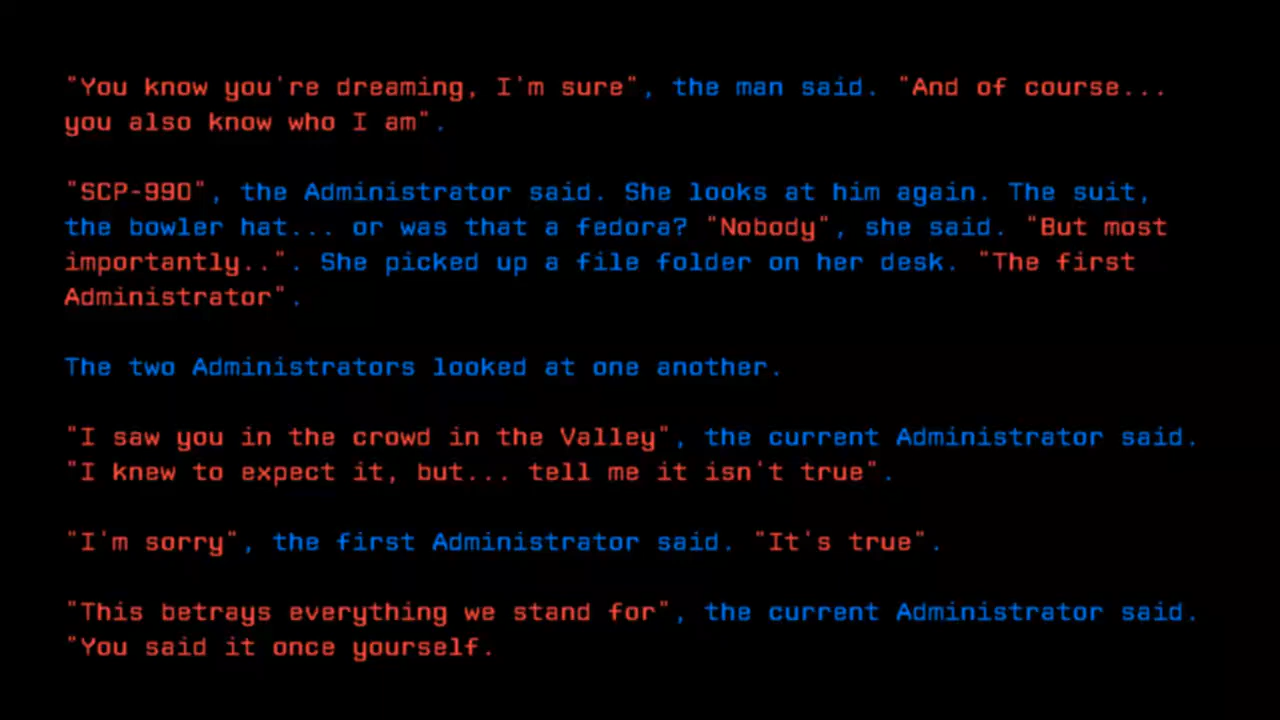 "You know you're dreaming, I'm sure", the man said. "And of course...
you also know who I am".
"SCP-990", the Administrator said. She looks at him again. The suit,
the bowler hat... or was that a fedora? "Nobody", she said. "But most
importantly..". She picked up a file folder on her desk. "The first
Administrator".
The two Administrators looked at one another.
"I saw you in the crowd in the Valley", the current Administrator said.
"I knew to expect it, but... tell me it isn't true".
"I'm sorry", the first Administrator said. "It's true".
"This betrays everything we stand for", the current Administrator said.
"You said it once yourself.